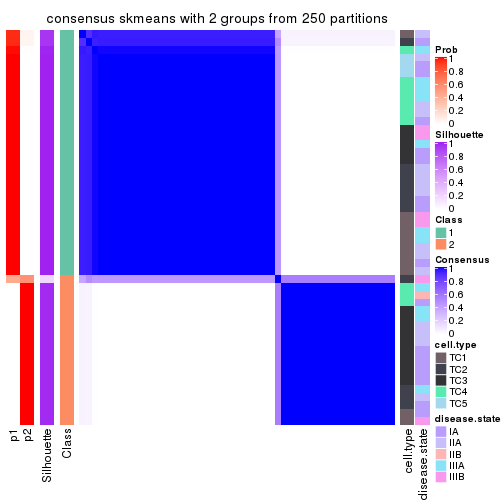 consensus skmeans with 2 groups from 250 partitions
Prob
1
0.8
0.6
0.4
0.2
0
Silhouette
1
0.8
0.6
0.4
0.2
0
Class
1
2
Consensus
1
0.8
0.6
0.4
0.2
0
cell.type
TC1
TC2
TC3
TC4
TC5
disease.state
IA
IIA
IIB
IIIA
IIIB
p1
p2
Silhouette
Class
cell.type
disease.state